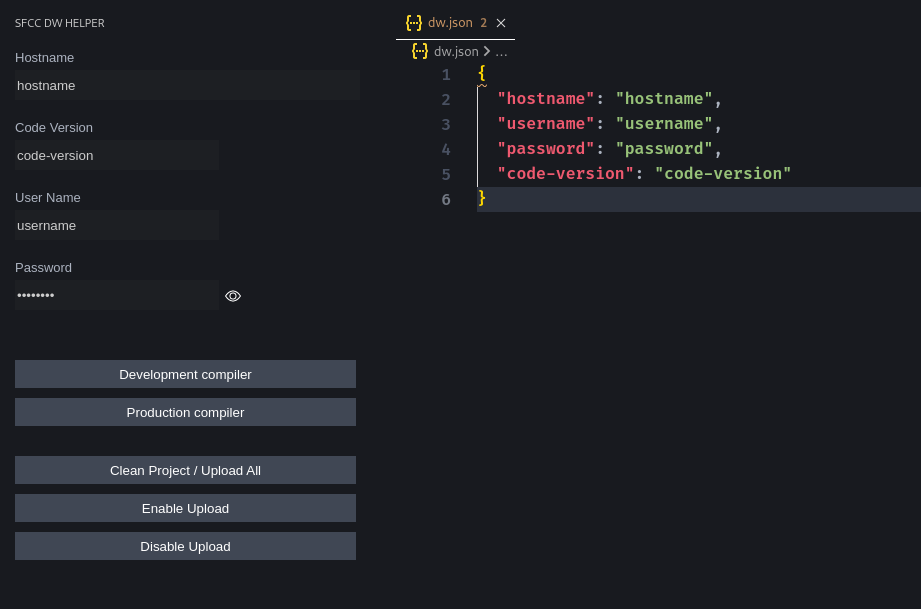 SFCC DW HELPER
Hostname
hostname
Code Version
code-version
User Name
username
Password
••••••••
Development compiler
Production compiler
Clean Project / Upload All
Enable Upload
Disable Upload
{..} dw.json 2 ×
{..} dw.json > ...
1 {
2 "hostname": "hostname",
3 "username": "username",
4 "password": "password",
5 "code-version": "code-version"
6 }